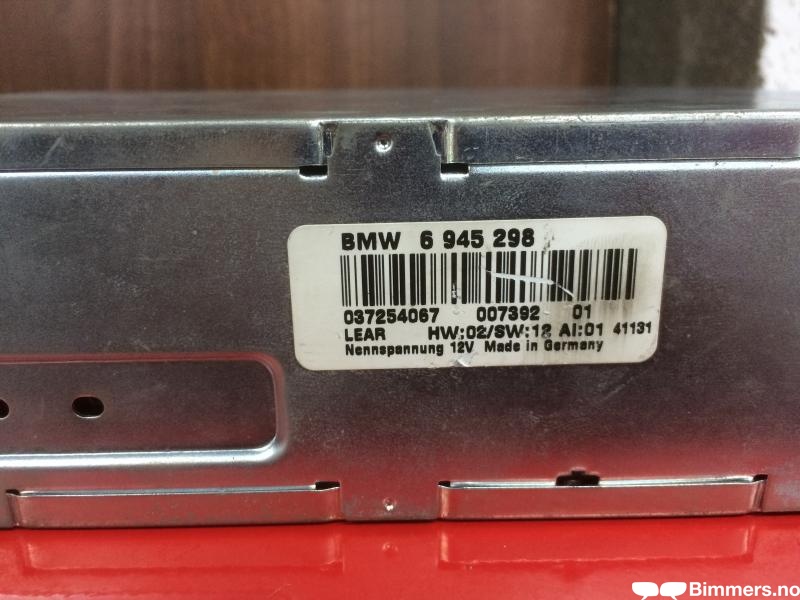 BMW 6 945 298
037254067 007392 01
LEAR HW:02/SW:12 AI:01 41131
Nennspannung 12V Made in Germany
Bimmers.no